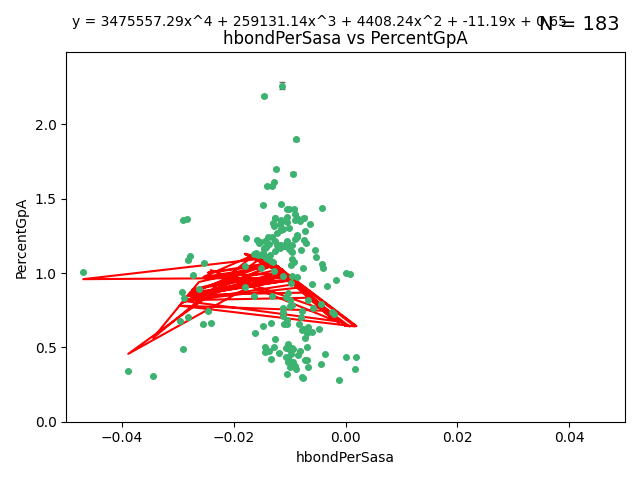 y = 3475557.29x^4 + 259131.14x^3 + 4408.24x^2 + -11.19x + 0.65
N = 183
hbondPerSasa vs PercentGpA
PercentGpA
2.0
1.5
1.0
0.5
0.0
−0.04 −0.02 0.00 0.02 0.04
hbondPerSasa